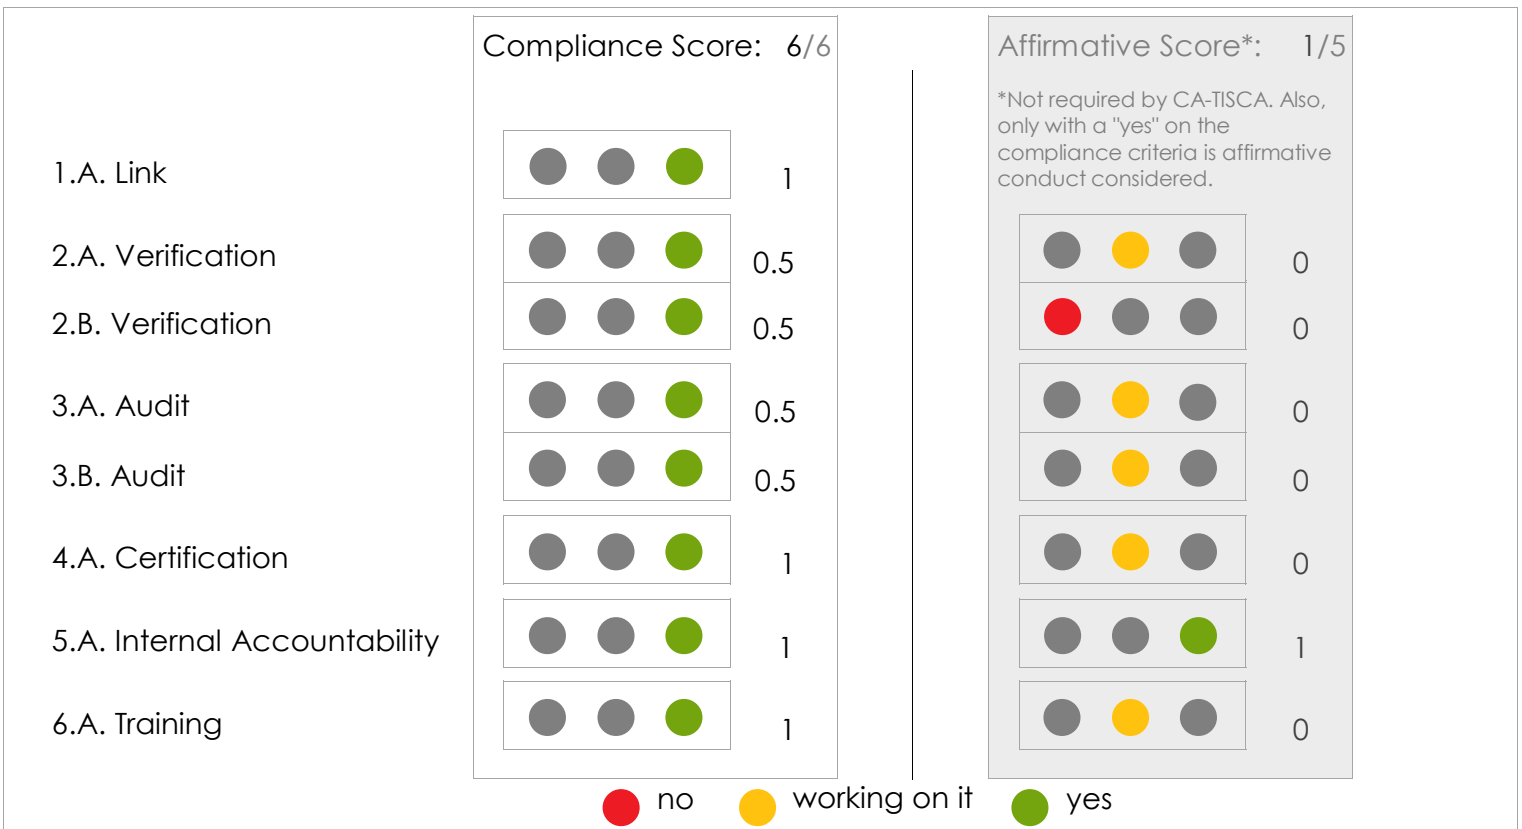 Compliance Score: 6/6
Affirmative Score*: 1/5
*Not required by CA-TISCA. Also,
only with a "yes" on the
compliance criteria is affirmative
conduct considered.
1.A. Link 1
2.A. Verification 0.5 0
2.B. Verification 0.5 0
3.A. Audit 0.5 0
3.B. Audit 0.5 0
4.A. Certification 1 0
5.A. Internal Accountability 1 1
6.A. Training 1 0
no working on it yes